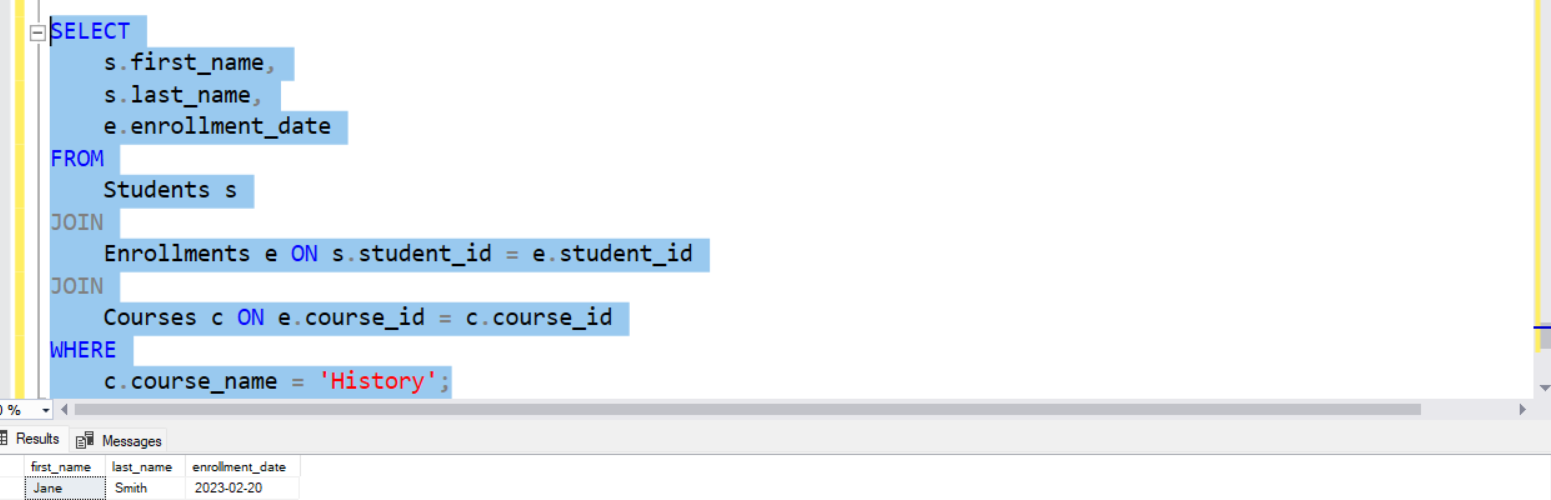 SELECT
s.first_name,
s.last_name,
e.enrollment_date
FROM
Students s
JOIN
Enrollments e ON s.student_id = e.student_id
JOIN
Courses c ON e.course_id = c.course_id
WHERE
c.course_name = 'History';
%
Results Messages
first_name last_name enrollment_date
Jane Smith 2023-02-20